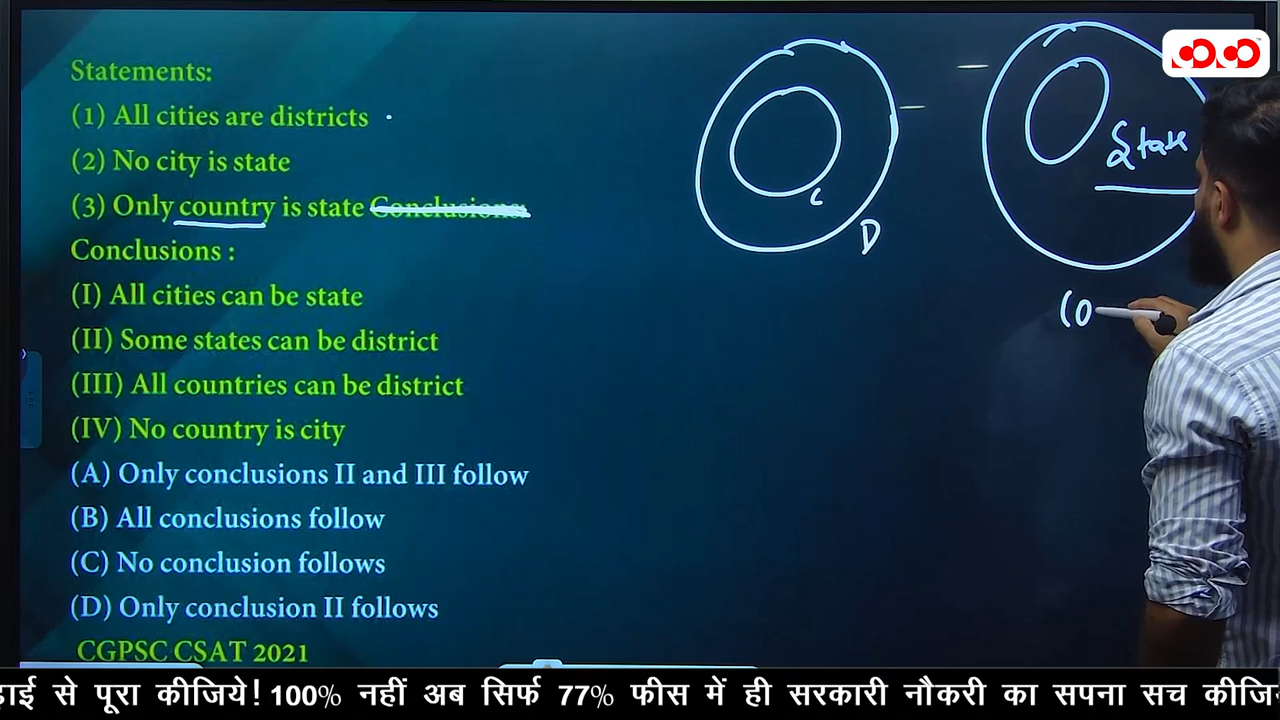 Statements:
(1) All cities are districts
(2) No city is state
(3) Only country is state Conclusions:
Conclusions :
(I) All cities can be state
(II) Some states can be district
(III) All countries can be district
(IV) No country is city
(A) Only conclusions II and III follow
(B) All conclusions follow
(C) No conclusion follows
(D) Only conclusion II follows
CGPSC CSAT 2021
C
D
State
Co
ढ़ाई से पूरा कीजिये! 100% नहीं अब सिर्फ 77% फीस में ही सरकारी नौकरी का सपना सच कीजि